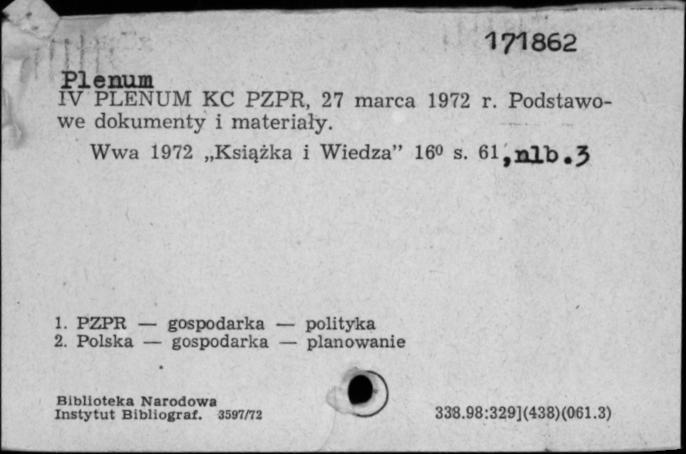 171862
Plenum
IV PLENUM KC PZPR, 27 marca 1972 r. Podstawo-
we dokumenty i materiały.
Wwa 1972 „Książka i Wiedza” 16⁰ s. 61,nlb.3
1. PZPR — gospodarka — polityka
2. Polska — gospodarka — planowanie
Biblioteka Narodowa
Instytut Bibliograf. 3597/72
338.98:329](438)(061.3)